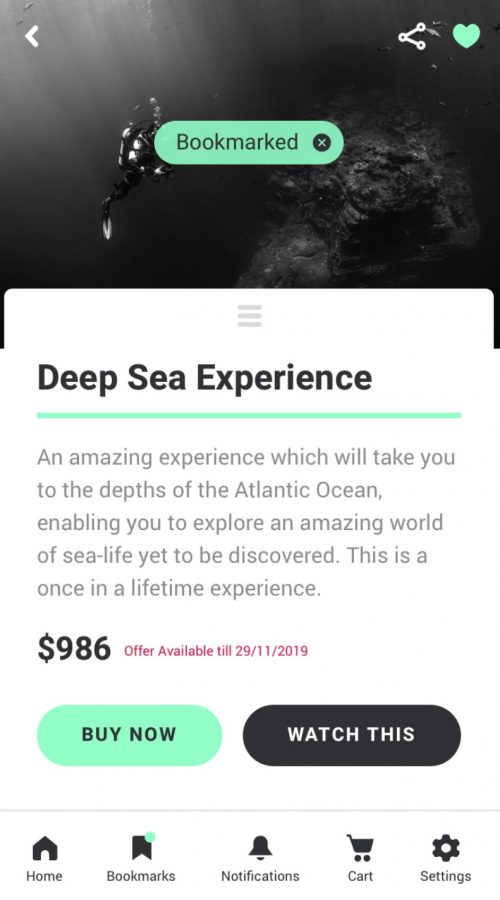 Bookmarked
Deep Sea Experience
An amazing experience which will take you
to the depths of the Atlantic Ocean,
enabling you to explore an amazing world
of sea-life yet to be discovered. This is a
once in a lifetime experience.
$986 Offer Available till 29/11/2019
BUY NOW WATCH THIS
Home Bookmarks Notifications Cart Settings